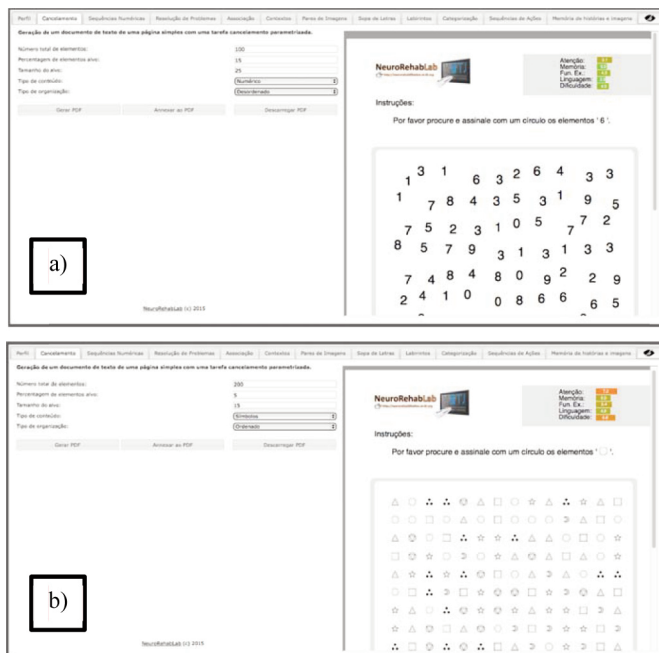 Perfil Cancelamento Sequências Numéricas Resolução de Problemas Associação Contextos Pares de Imagens Sopa de Letras Labirintos Categorização Sequências de Ações Memória de histórias e imagens
Geração de um documento de texto de uma página simples com uma tarefa cancelamento parametrizada.
Número total de elementos: 100
Percentagem de elementos alvo: 15
Tamanho do alvo: 25
Tipo de conteúdo: Numérico
Tipo de organização: Desordenado
Gerar PDF Annexar ao PDF Descarregar PDF
NeuroRehabLab
Atenção:
Memória:
Fun. Ex.:
Linguagem:
Dificuldade:
Instruções:
Por favor procure e assinale com um círculo os elementos ' 6 '.
1 3 1 6 3 2 6 4 3 3
1 7 8 4 3 5 3 1 9 5
7 5 2 3 1 0 5 7 7 2
8 5 7 9 3 1 3 1 3 3
7 4 8 4 8 0 9 2 2 9
2 4 1 0 0 8 6 6 6 5
a)
NeuroRehabLab (c) 2015
Perfil Cancelamento Sequências Numéricas Resolução de Problemas Associação Contextos Pares de Imagens Sopa de Letras Labirintos Categorização Sequências de Ações Memória de histórias e imagens
Geração de um documento de texto de uma página simples com uma tarefa cancelamento parametrizada.
Número total de elementos: 200
Percentagem de elementos alvo: 5
Tamanho do alvo: 15
Tipo de conteúdo: Símbolos
Tipo de organização: Ordenado
Gerar PDF Annexar ao PDF Descarregar PDF
NeuroRehabLab
Atenção:
Memória:
Fun. Ex.:
Linguagem:
Dificuldade:
Instruções:
Por favor procure e assinale com um círculo os elementos ' '.
b)
NeuroRehabLab (c) 2015